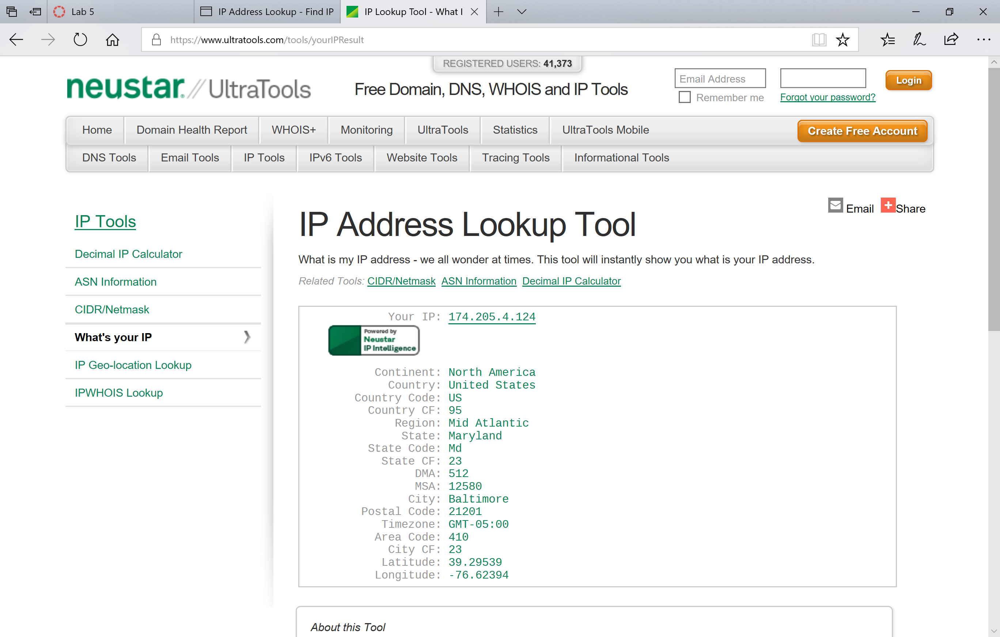 Lab 5
IP Address Lookup - Find IP
IP Lookup Tool - What I
https://www.ultratools.com/tools/yourIPResult
REGISTERED USERS: 41,373
neustar // UltraTools
Free Domain, DNS, WHOIS and IP Tools
Email Address
Login
Remember me
Forgot your password?
Home Domain Health Report WHOIS+ Monitoring UltraTools Statistics UltraTools Mobile Create Free Account
DNS Tools Email Tools IP Tools IPv6 Tools Website Tools Tracing Tools Informational Tools
Email Share
IP Tools
Decimal IP Calculator
ASN Information
CIDR/Netmask
What's your IP
IP Geo-location Lookup
IPWHOIS Lookup
IP Address Lookup Tool
What is my IP address - we all wonder at times. This tool will instantly show you what is your IP address.
Related Tools: CIDR/Netmask ASN Information Decimal IP Calculator
Your IP: 174.205.4.124
Powered by
Neustar
IP Intelligence
Continent: North America
Country: United States
Country Code: US
Country CF: 95
Region: Mid Atlantic
State: Maryland
State Code: Md
State CF: 23
DMA: 512
MSA: 12580
City: Baltimore
Postal Code: 21201
Timezone: GMT-05:00
Area Code: 410
City CF: 23
Latitude: 39.29539
Longitude: -76.62394
About this Tool